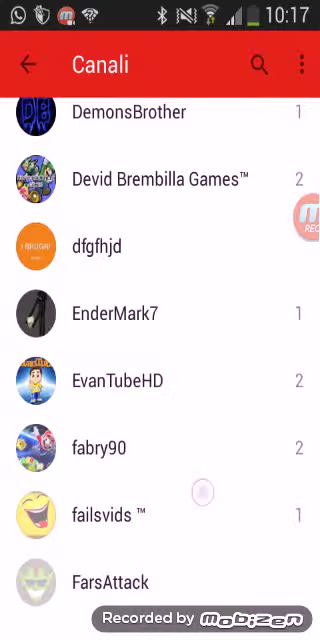 10:17
Canali
DemonsBrother 1
Devid Brembilla Games™ 2
dfgfhjd
REC
EnderMark7 1
EvanTubeHD 2
fabry90 2
failsvids ™ 1
FarsAttack
Recorded by Mobizen